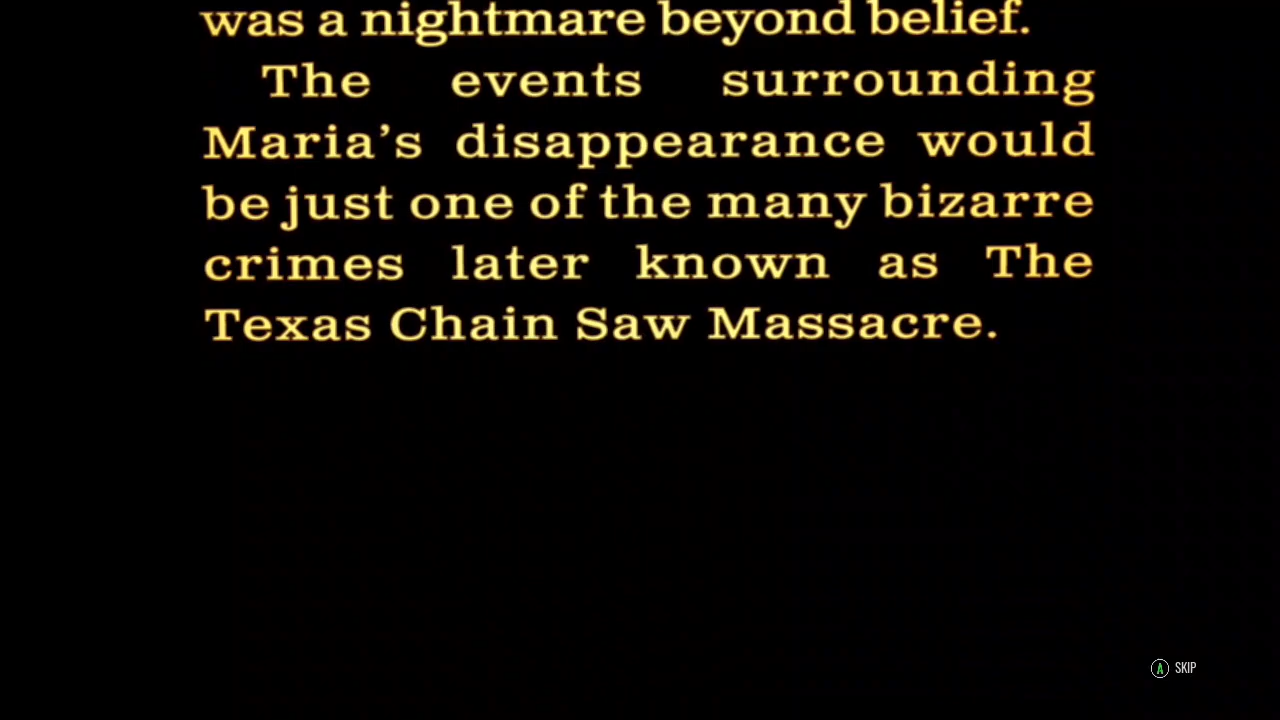 was a nightmare beyond belief.
The events surrounding
Maria’s disappearance would
be just one of the many bizarre
crimes later known as The
Texas Chain Saw Massacre.
A SKIP